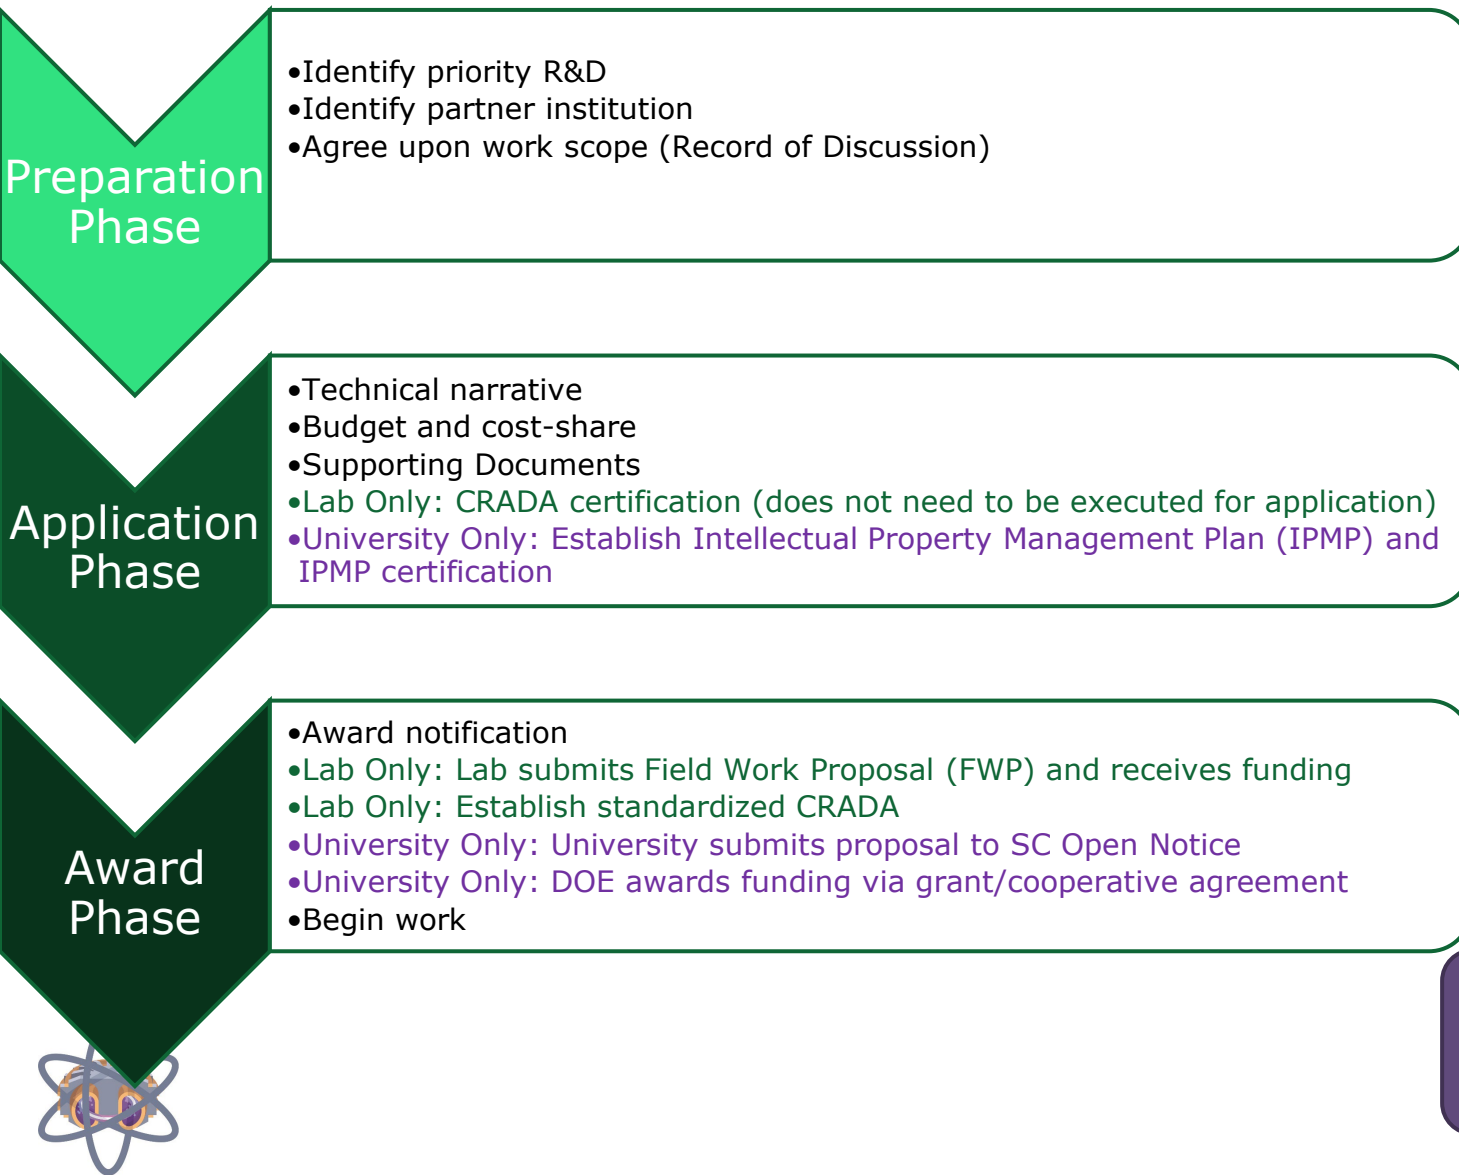 Preparation
Phase
•Identify priority R&D
•Identify partner institution
•Agree upon work scope (Record of Discussion)
Application
Phase
•Technical narrative
•Budget and cost-share
•Supporting Documents
•Lab Only: CRADA certification (does not need to be executed for application)
•University Only: Establish Intellectual Property Management Plan (IPMP) and
IPMP certification
Award
Phase
•Award notification
•Lab Only: Lab submits Field Work Proposal (FWP) and receives funding
•Lab Only: Establish standardized CRADA
•University Only: University submits proposal to SC Open Notice
•University Only: DOE awards funding via grant/cooperative agreement
•Begin work